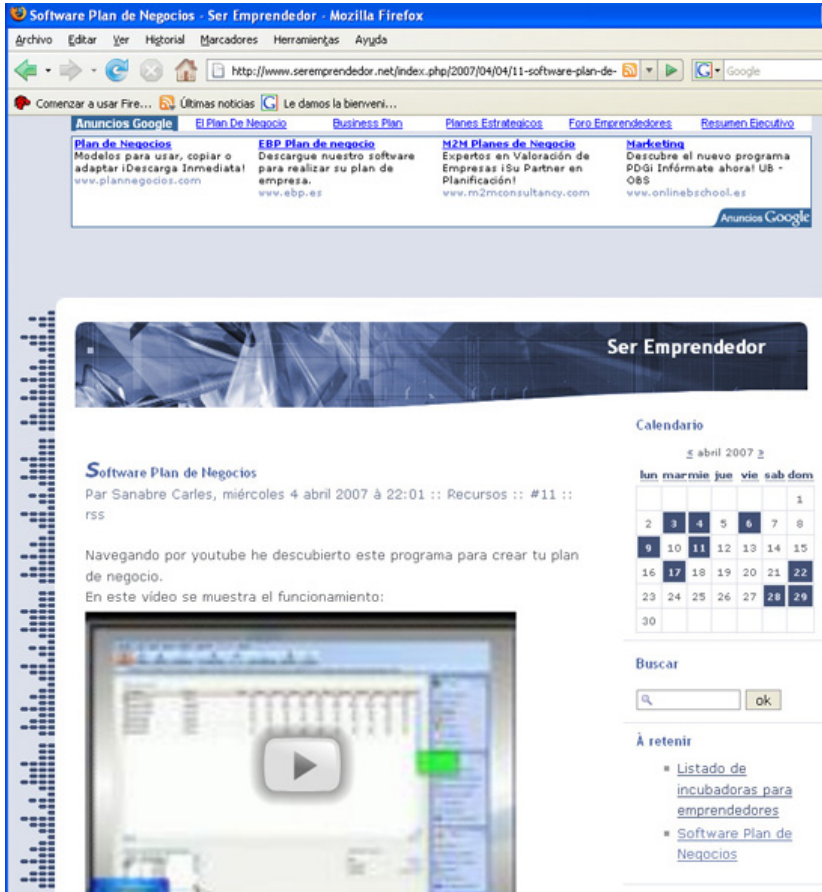 Software Plan de Negocios - Ser Emprendedor - Mozilla Firefox
Archivo Editar Ver Historial Marcadores Herramientas Ayuda
http://www.seremprendedor.net/index.php/2007/04/04/11-software-plan-de-
G Google
Comenzar a usar Fire... Últimas noticias G Le damos la bienveni...
Anuncios Google El Plan De Negocio Business Plan Planes Estrategicos Foro Emprendedores Resumen Ejecutivo
Plan de Negocios
Modelos para usar, copiar o
adaptar ¡Descarga Inmediata!
www.plannegocios.com
EBP Plan de negocio
Descargue nuestro software
para realizar su plan de
empresa.
www.ebp.es
M2M Planes de Negocio
Expertos en Valoración de
Empresas ¡Su Partner en
Planificación!
www.m2mconsultancy.com
Marketing
Descubre el nuevo programa
PDGi Infórmate ahora! UB -
OBS
www.onlinebschool.es
Anuncios Google
Ser Emprendedor
Software Plan de Negocios
Par Sanabre Carles, miércoles 4 abril 2007 à 22:01 :: Recursos :: #11 ::
rss
Navegando por youtube he descubierto este programa para crear tu plan
de negocio.
En este vídeo se muestra el funcionamiento:
Calendario
≤ abril 2007 ≥
lun mar mie jue vie sab dom
1
2 3 4 5 6 7 8
9 10 11 12 13 14 15
16 17 18 19 20 21 22
23 24 25 26 27 28 29
30
Buscar
ok
À retenir
Listado de
incubadoras para
emprendedores
Software Plan de
Negocios